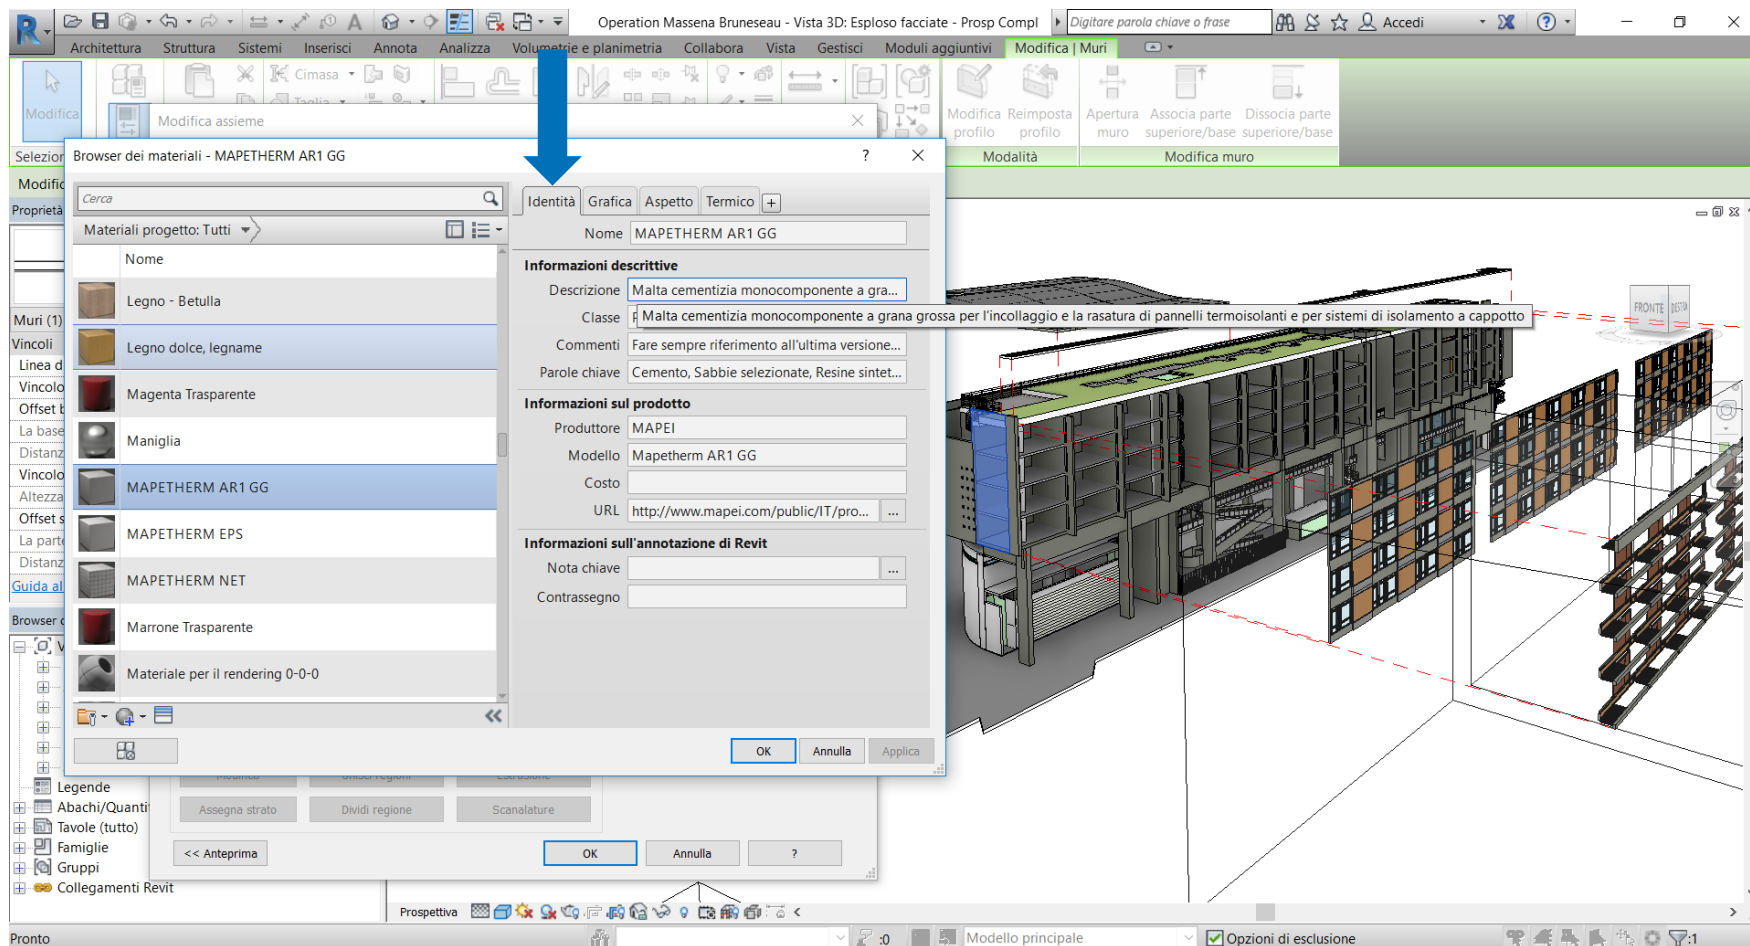 Operation Massena Bruneseau - Vista 3D: Esploso facciate - Prosp Compl
Digitare parola chiave o frase
Accedi
Architettura Struttura Sistemi Inserisci Annota Analizza Volumetrie e planimetria Collabora Vista Gestisci Moduli aggiuntivi Modifica | Muri
Modifica
Cimasa
Taglia
Modifica profilo
Reimposta profilo
Apertura muro
Associa parte superiore/base
Dissocia parte superiore/base
Selezion
Modalità
Modifica muro
Modifica assieme
Browser dei materiali - MAPETHERM AR1 GG
?
Modific
Proprietà
Cerca
Materiali progetto: Tutti
Nome
Legno - Betulla
Legno dolce, legname
Magenta Trasparente
Maniglia
MAPETHERM AR1 GG
MAPETHERM EPS
MAPETHERM NET
Marrone Trasparente
Materiale per il rendering 0-0-0
Identità Grafica Aspetto Termico +
Nome MAPETHERM AR1 GG
Informazioni descrittive
Descrizione Malta cementizia monocomponente a gra...
Malta cementizia monocomponente a grana grossa per l'incollaggio e la rasatura di pannelli termoisolanti e per sistemi di isolamento a cappotto
Classe
Commenti Fare sempre riferimento all'ultima versione...
Parole chiave Cemento, Sabbie selezionate, Resine sintet...
Informazioni sul prodotto
Produttore MAPEI
Modello Mapetherm AR1 GG
Costo
URL http://www.mapei.com/public/IT/pro... ...
Informazioni sull'annotazione di Revit
Nota chiave ...
Contrassegno
OK Annulla Applica
Muri (1)
Vincoli
Linea d
Vincolo
Offset b
La base
Distanz
Vincolo
Altezza
Offset s
La parte
Distanz
Guida al
Browser d
Legende
Abachi/Quanti
Tavole (tutto)
Famiglie
Gruppi
Collegamenti Revit
Modifica Unisci regioni Estrusione
Assegna strato Dividi regione Scanalature
<< Anteprima OK Annulla ?
FRONTE
Prospettiva
Pronto
:0
Modello principale
Opzioni di esclusione
:1